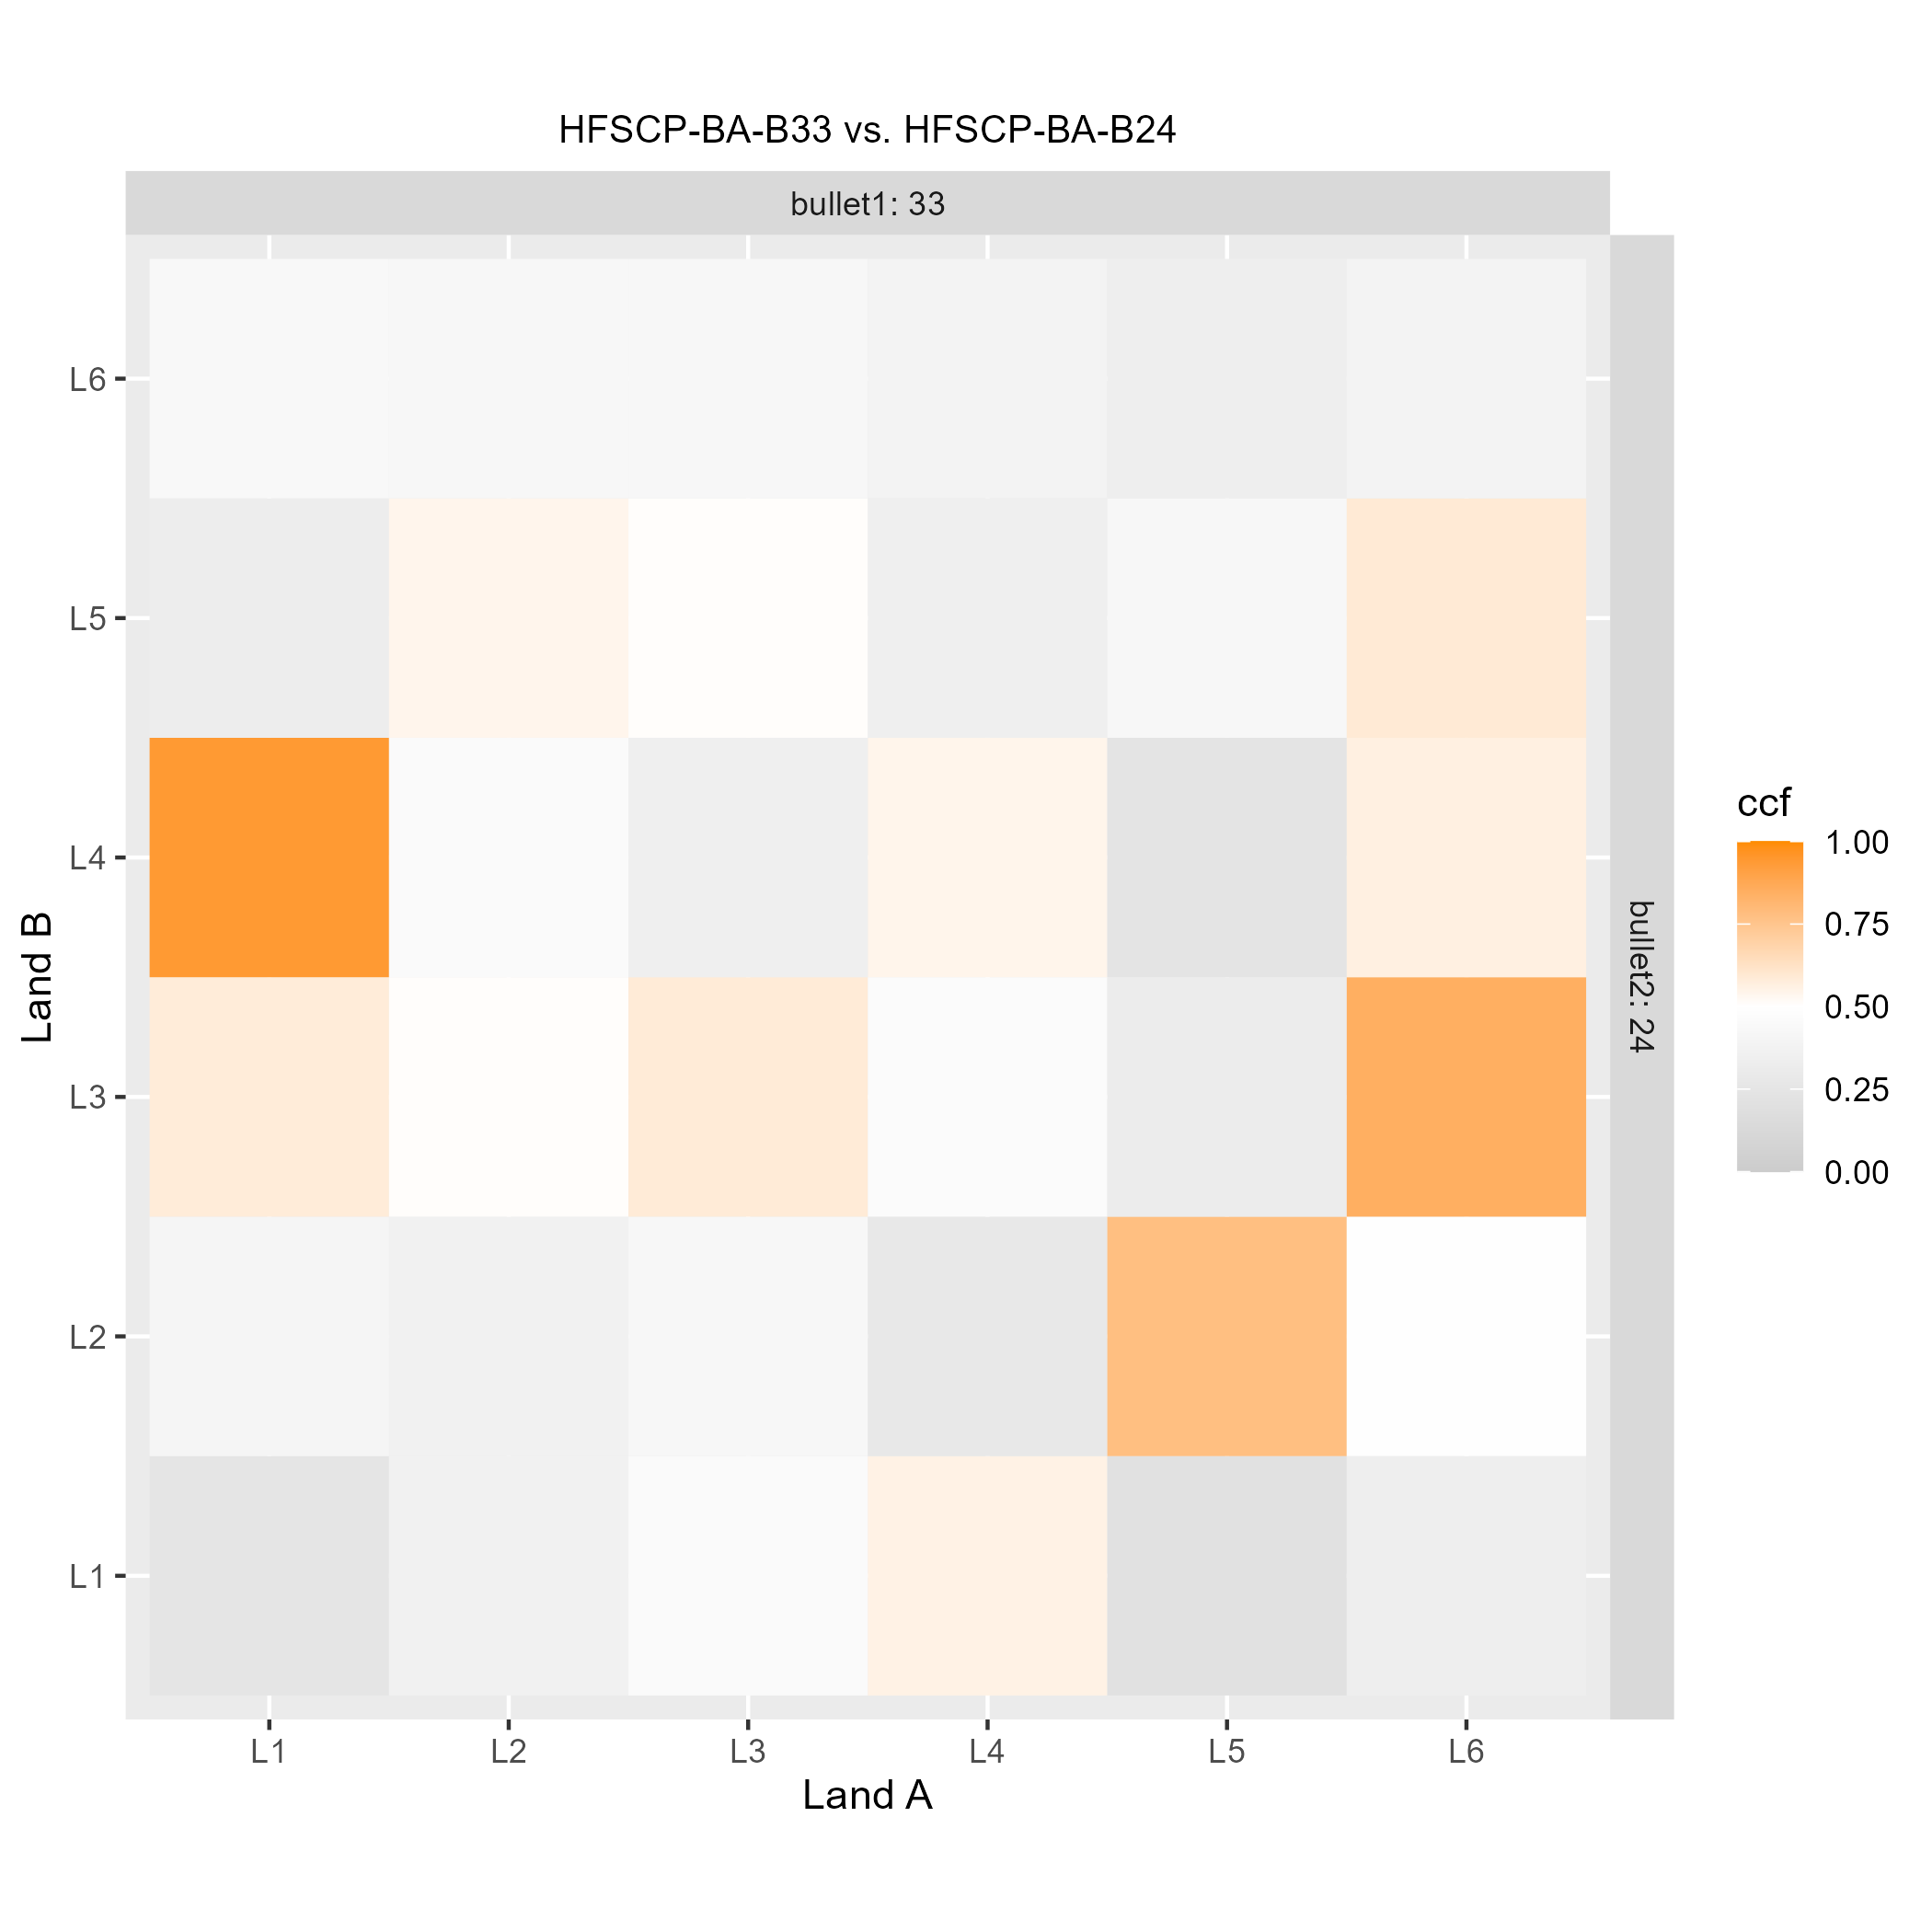 HFSCP-BA-B33 vs. HFSCP-BA-B24
bullet1: 33
L6
L5
L4
L3
L2
L1
Land B
bullet2: 24
L1 L2 L3 L4 L5 L6
Land A
ccf
1.00
0.75
0.50
0.25
0.00